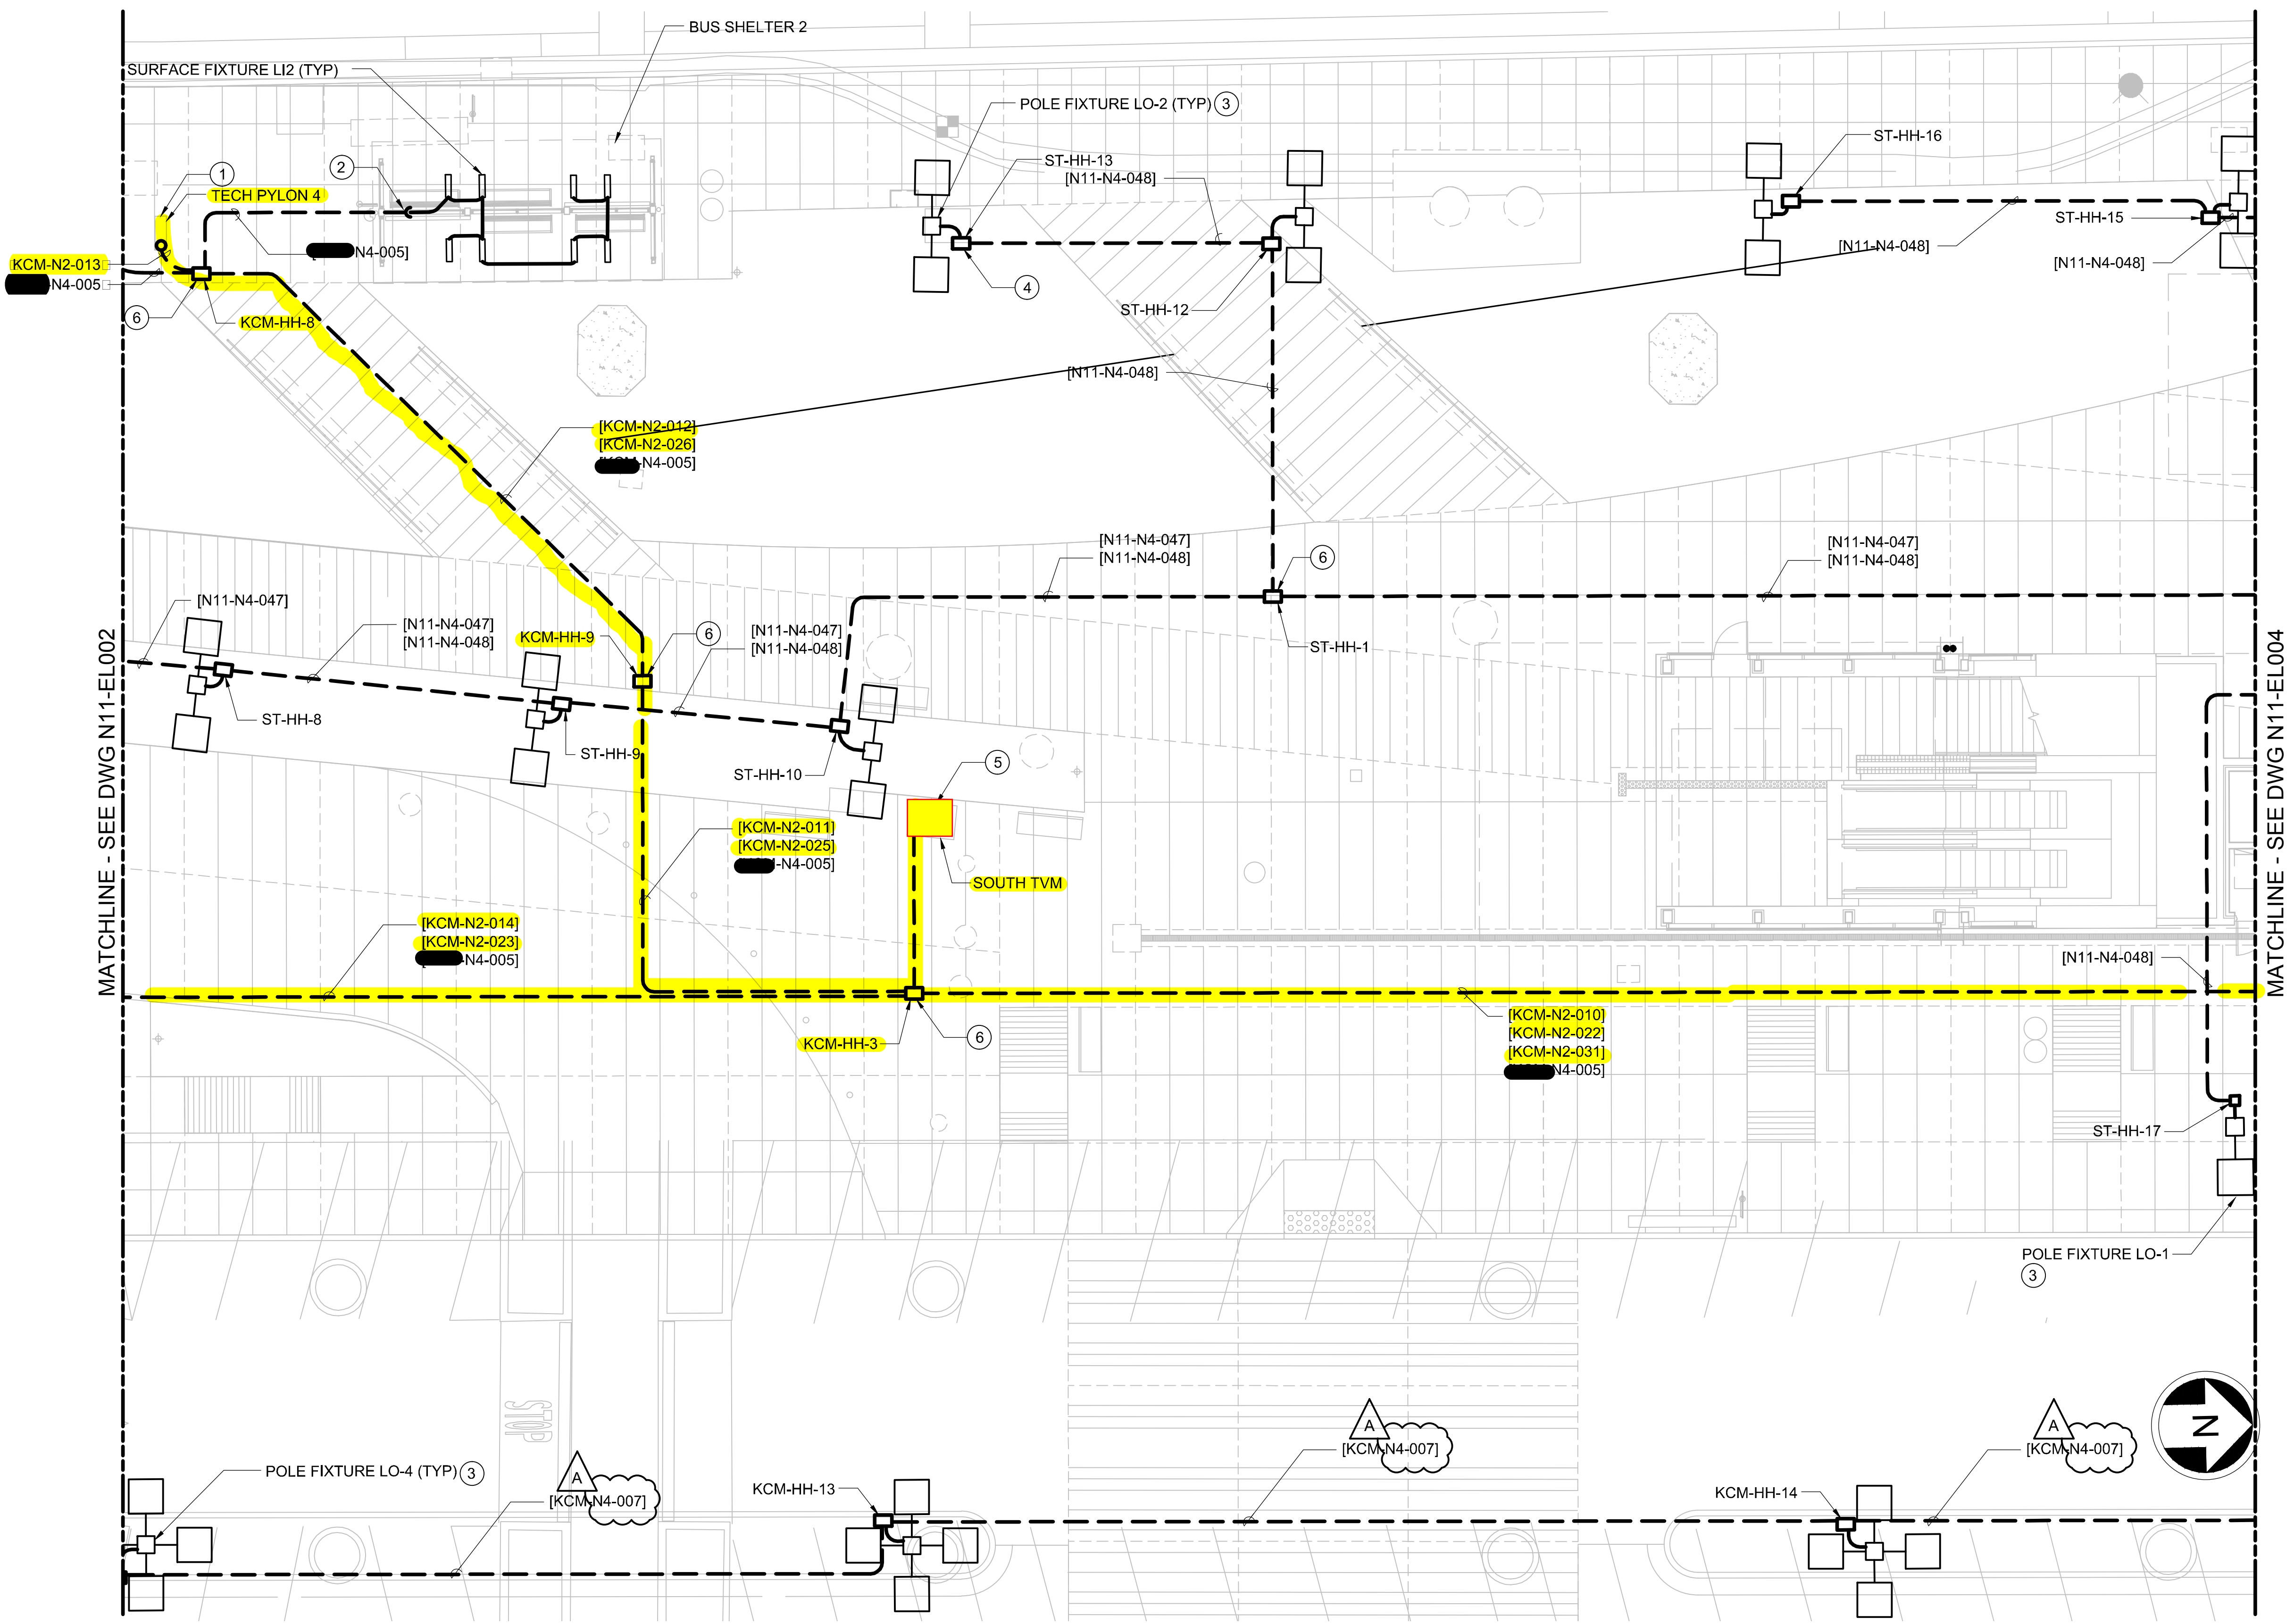 BUS SHELTER 2
SURFACE FIXTURE LI2 (TYP)
POLE FIXTURE LO-2 (TYP) 3
ST-HH-16
ST-HH-13
[N11-N4-048]
1
2
TECH PYLON 4
ST-HH-15
[N11-N4-048]
N4-005]
[N11-N4-048]
KCM-N2-013
-N4-005
4
6
KCM-HH-8
ST-HH-12
[N11-N4-048]
[KCM-N2-012]
[KCM-N2-026]
-N4-005]
[N11-N4-047]
[N11-N4-048]
[N11-N4-047]
[N11-N4-048]
6
[N11-N4-047]
[N11-N4-047]
[N11-N4-048]
KCM-HH-9
6
[N11-N4-047]
[N11-N4-048]
ST-HH-1
MATCHLINE - SEE DWG N11-EL002
MATCHLINE - SEE DWG N11-EL004
ST-HH-8
ST-HH-9
ST-HH-10
5
[KCM-N2-011]
[KCM-N2-025]
-N4-005]
SOUTH TVM
[KCM-N2-014]
[KCM-N2-023]
-N4-005]
[N11-N4-048]
KCM-HH-3
6
[KCM-N2-010]
[KCM-N2-022]
[KCM-N2-031]
N4-005]
ST-HH-17
POLE FIXTURE LO-1
3
STOP
A
[KCM-N4-007]
A
[KCM-N4-007]
N
POLE FIXTURE LO-4 (TYP) 3
A
[KCM-N4-007]
KCM-HH-13
KCM-HH-14